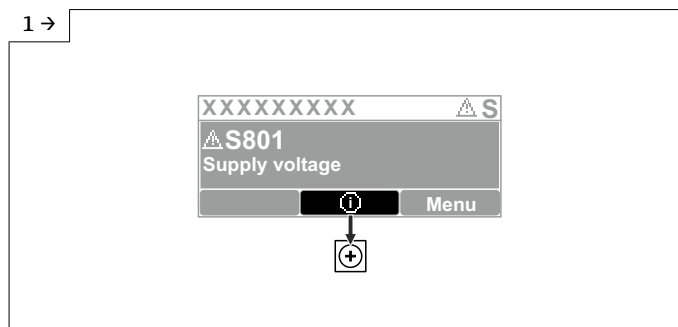 1 →
XXXXXXXXX ⚠ S
⚠S801
Supply voltage
ⓘ Menu
⊕